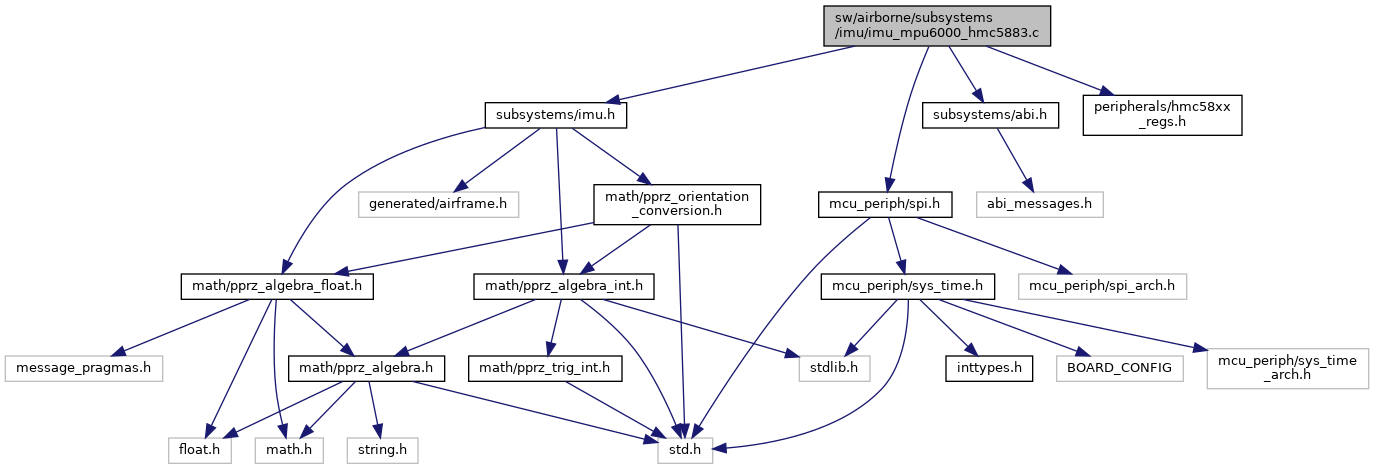 sw/airborne/subsystems
/imu/imu_mpu6000_hmc5883.c
subsystems/imu.h
subsystems/abi.h
peripherals/hmc58xx
_regs.h
generated/airframe.h
math/pprz_orientation
_conversion.h
mcu_periph/spi.h
abi_messages.h
math/pprz_algebra_float.h
math/pprz_algebra_int.h
mcu_periph/sys_time.h
mcu_periph/spi_arch.h
message_pragmas.h
math/pprz_algebra.h
math/pprz_trig_int.h
stdlib.h
inttypes.h
BOARD_CONFIG
mcu_periph/sys_time
_arch.h
float.h
math.h
string.h
std.h